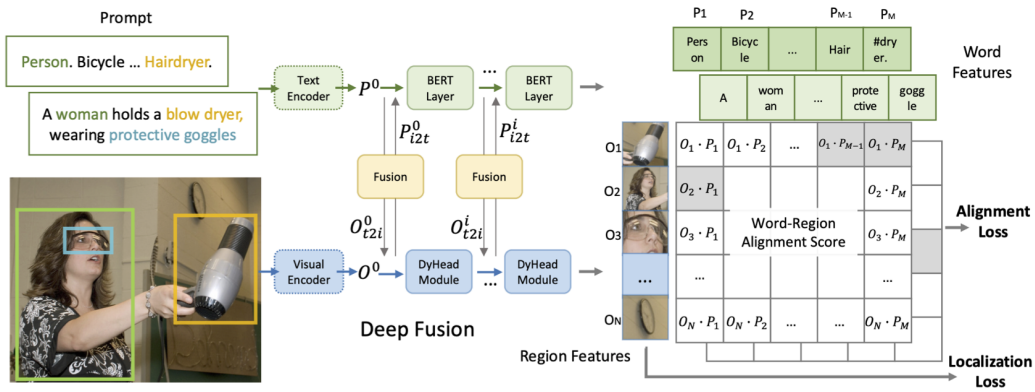 Prompt
Person. Bicycle ... Hairdryer.
A woman holds a blow dryer,
wearing protective goggles
Text
Encoder
P⁰
BERT
Layer
...
BERT
Layer
P⁰i2t
Pⁱi2t
Fusion
Fusion
O⁰t2i
Oⁱt2i
Visual
Encoder
O⁰
DyHead
Module
...
DyHead
Module
Deep Fusion
P1 P2 PM-1 PM
Pers
on
Bicyc
le
...
Hair
#dry
er.
Word
Features
A
wom
an
...
prote
ctive
gogg
le
O1
O2
O3
...
ON
O₁ · P₁ O₁ · P₂ ... O₁ · PM−1 O₁ · PM
O₂ · P₁ O₂ · PM
O₃ · P₁ O₃ · PM
Word-Region
Alignment Score
... ...
ON · P₁ ON · P₂ ... ... ON · PM
Region Features
Alignment
Loss
Localization
Loss